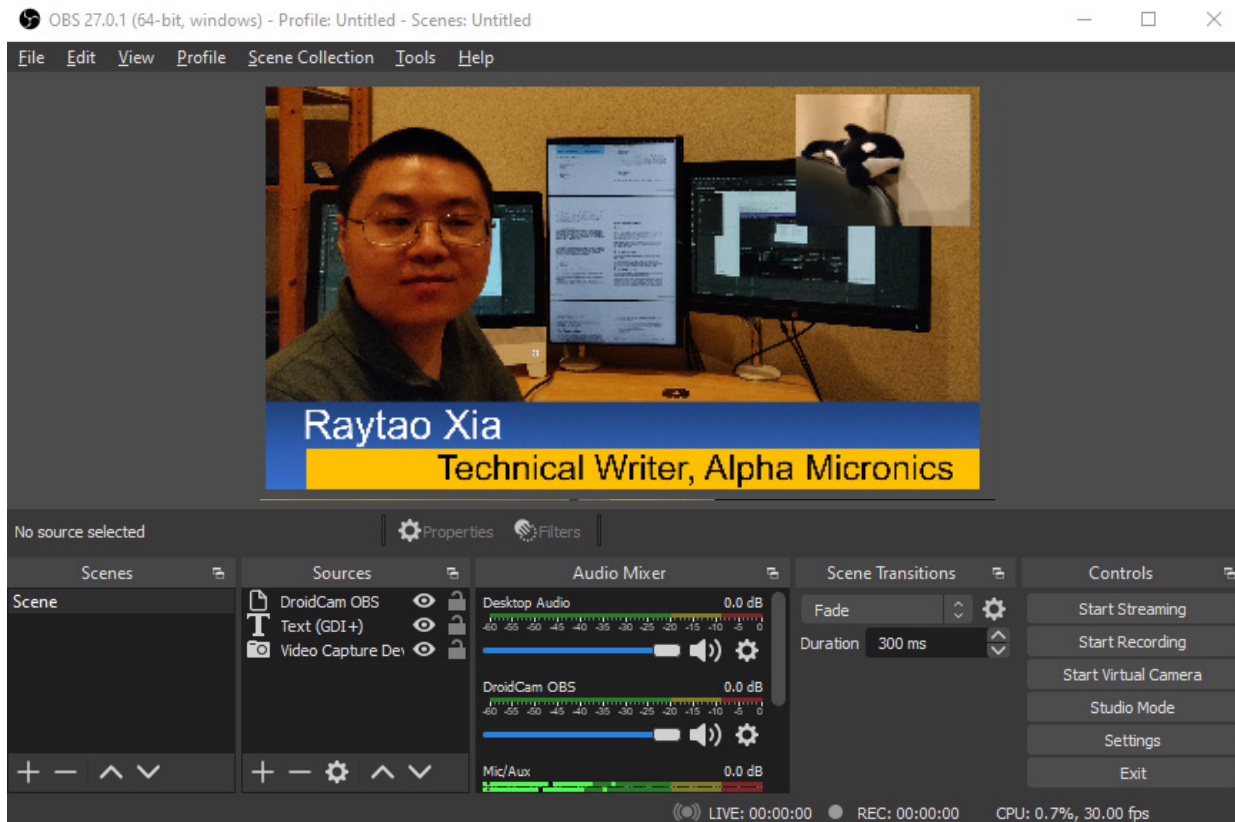 OBS 27.0.1 (64-bit, windows) - Profile: Untitled - Scenes: Untitled
File Edit View Profile Scene Collection Tools Help
Raytao Xia
Technical Writer, Alpha Micronics
No source selected
Properties
Filters
Scenes
Scene
Sources
DroidCam OBS
Text (GDI+)
Video Capture Dev
Audio Mixer
Desktop Audio 0.0 dB
-60 -55 -50 -45 -40 -35 -30 -25 -20 -15 -10 -5 0
DroidCam OBS 0.0 dB
-60 -55 -50 -45 -40 -35 -30 -25 -20 -15 -10 -5 0
Mic/Aux 0.0 dB
Scene Transitions
Fade
Duration 300 ms
Controls
Start Streaming
Start Recording
Start Virtual Camera
Studio Mode
Settings
Exit
LIVE: 00:00:00 REC: 00:00:00 CPU: 0.7%, 30.00 fps